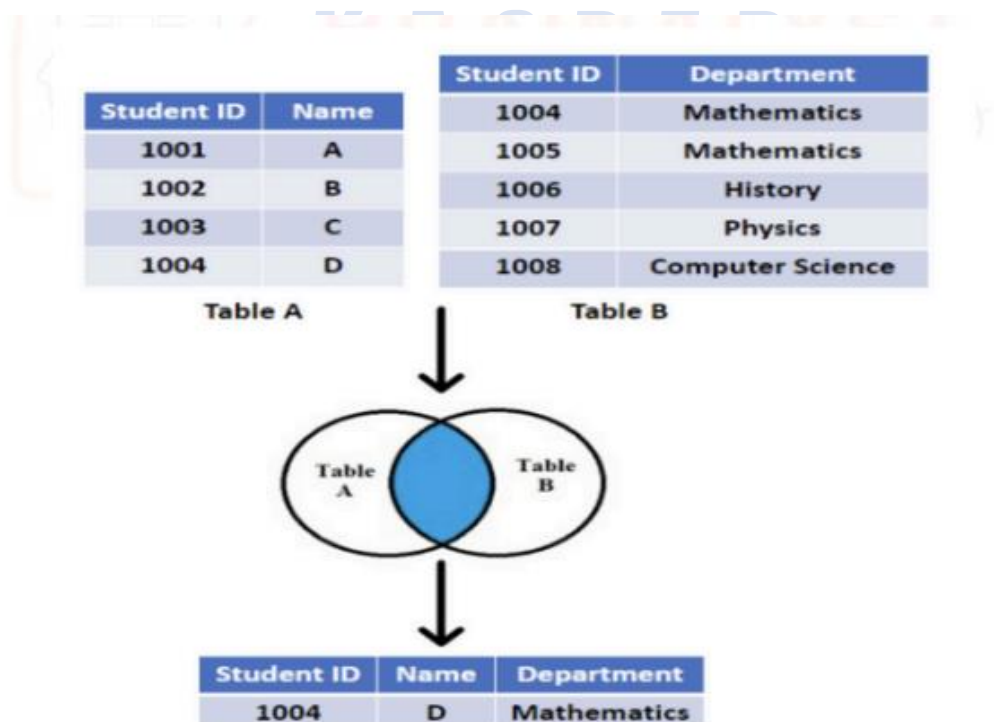 Student ID Name
1001 A
1002 B
1003 C
1004 D
Table A
Student ID Department
1004 Mathematics
1005 Mathematics
1006 History
1007 Physics
1008 Computer Science
Table B
Table
A
Table
B
Student ID Name Department
1004 D Mathematics